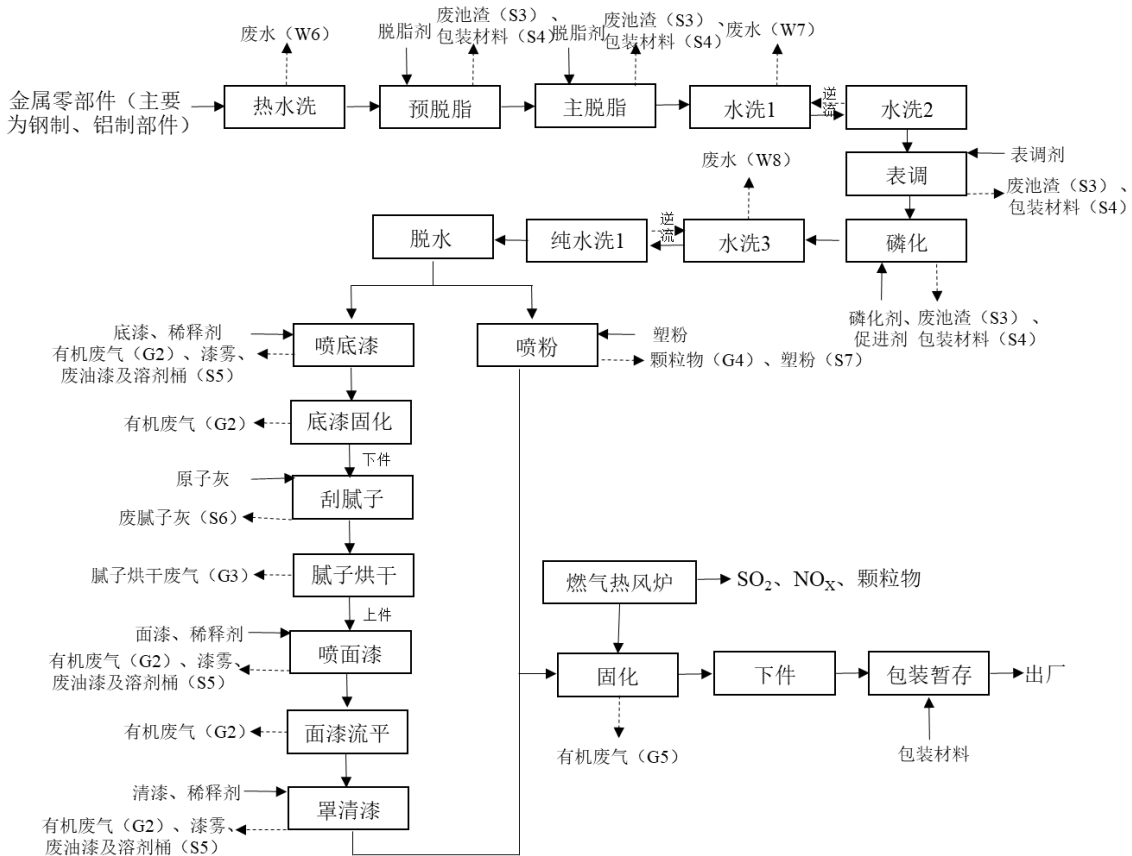 废水（W6）
脱脂剂
废池渣（S3）、
包装材料（S4）
脱脂剂
废池渣（S3）、
包装材料（S4）
废水（W7）
金属零部件（主要
为钢制、铝制部件）
热水洗
预脱脂
主脱脂
水洗1
逆流
水洗2
表调剂
表调
废池渣（S3）、
包装材料（S4）
废水（W8）
脱水
纯水洗1
逆流
水洗3
磷化
磷化剂、
促进剂
废池渣（S3）、
包装材料（S4）
底漆、稀释剂
有机废气（G2）、漆雾、
废油漆及溶剂桶（S5）
喷底漆
喷粉
塑粉
颗粒物（G4）、塑粉（S7）
有机废气（G2）
底漆固化
下件
原子灰
刮腻子
废腻子灰（S6）
腻子烘干废气（G3）
腻子烘干
燃气热风炉
SO₂、NOₓ、颗粒物
上件
面漆、稀释剂
有机废气（G2）、漆雾、
废油漆及溶剂桶（S5）
喷面漆
固化
下件
包装暂存
出厂
有机废气（G2）
面漆流平
有机废气（G5）
包装材料
清漆、稀释剂
罩清漆
有机废气（G2）、漆雾、
废油漆及溶剂桶（S5）